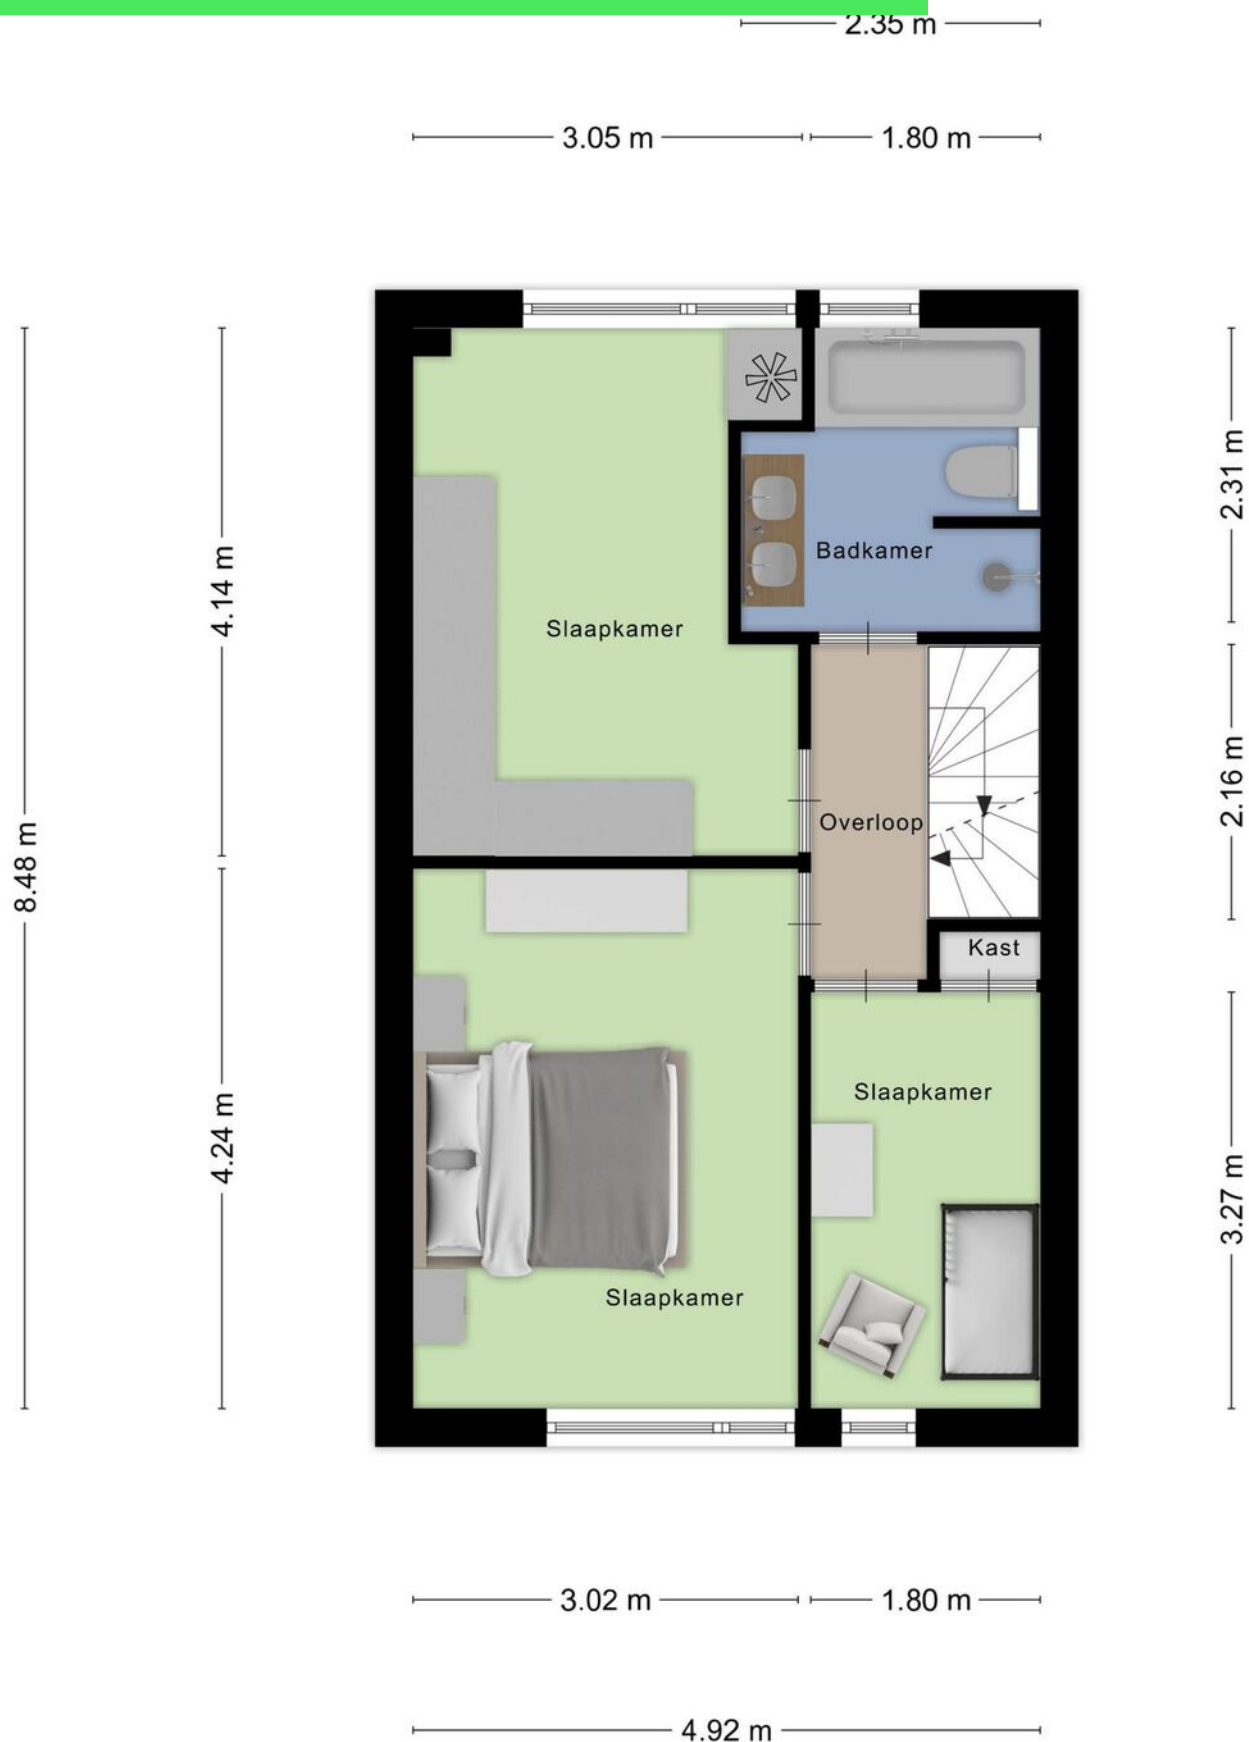 2.35 m
3.05 m
1.80 m
2.31 m
4.14 m
Badkamer
Slaapkamer
2.16 m
Overloop
8.48 m
Kast
Slaapkamer
4.24 m
3.27 m
Slaapkamer
3.02 m
1.80 m
4.92 m